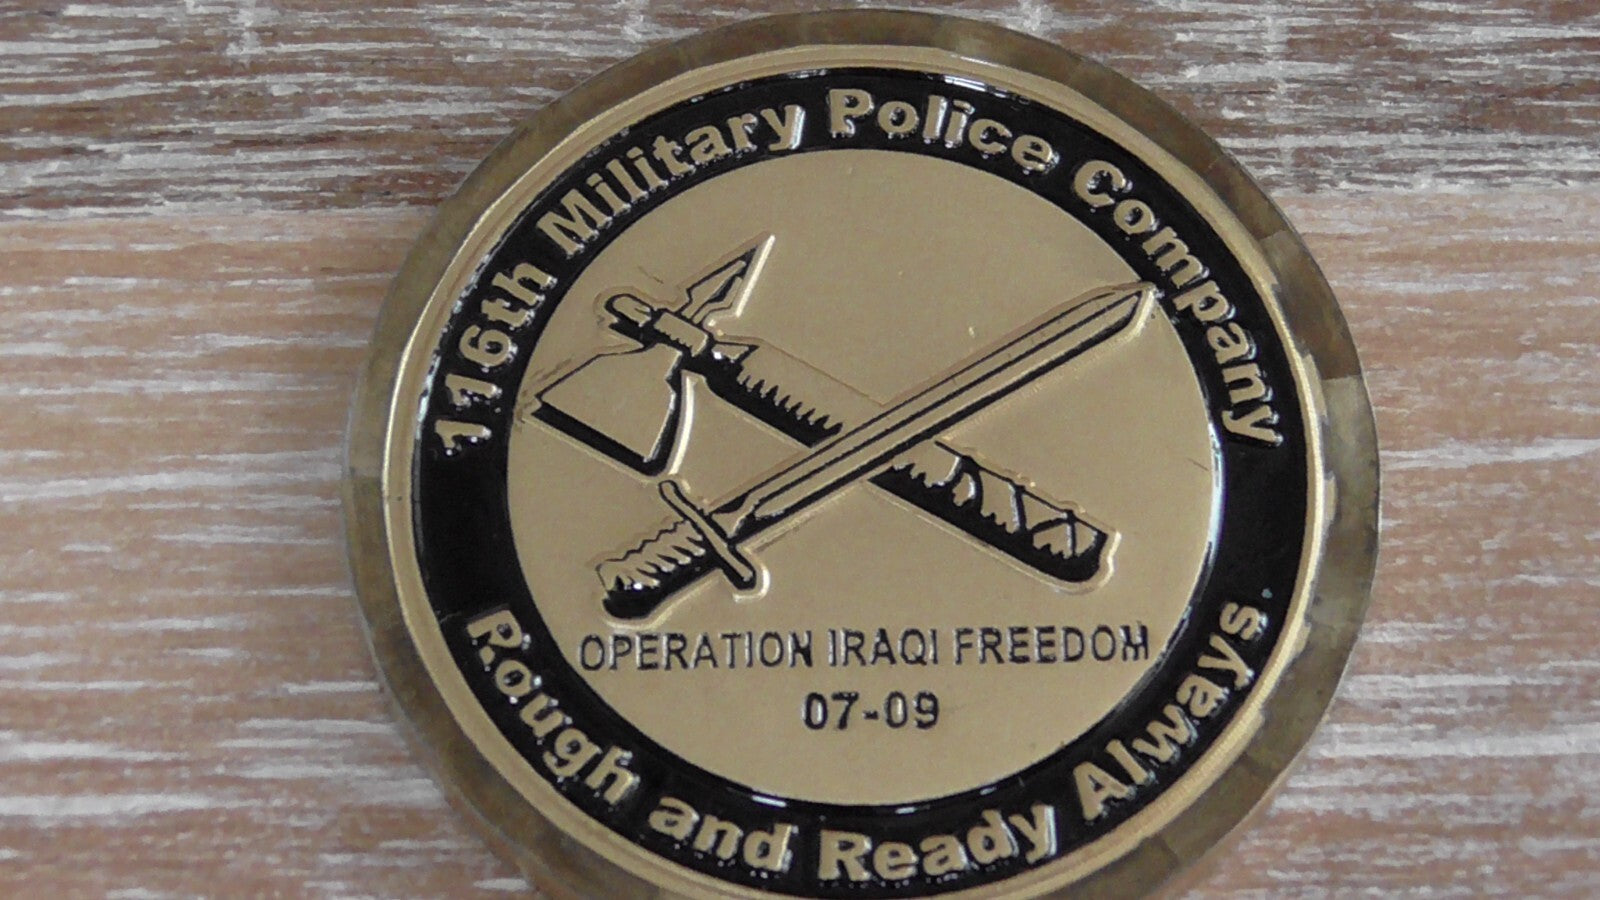 116th Military Police Company
OPERATION IRAQI FREEDOM
07-09
Rough and Ready Always